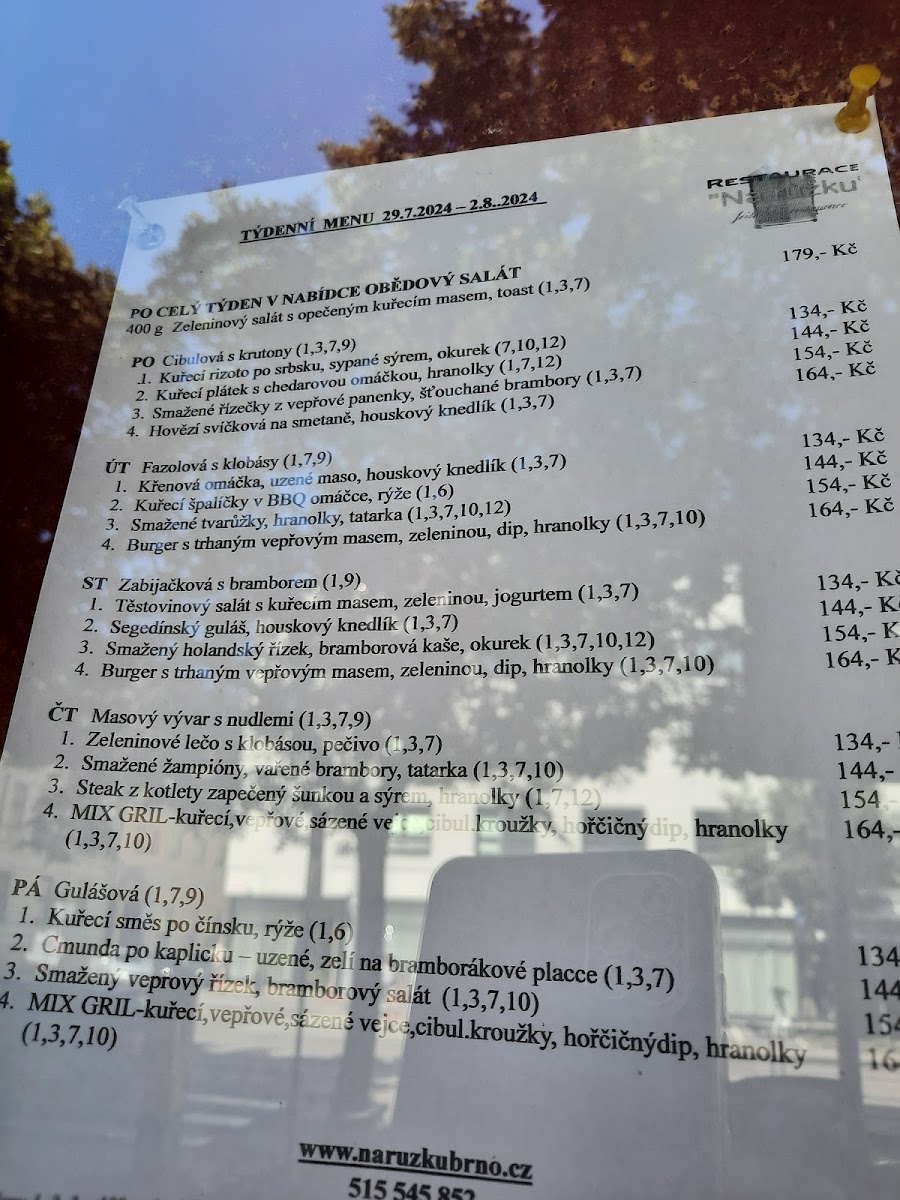 RESTAURACE
TÝDENNÍ MENU 29.7.2024 – 2.8..2024
PO CELÝ TÝDEN V NABÍDCE OBĚDOVÝ SALÁT
400 g Zeleninový salát s opečeným kuřecím masem, toast (1,3,7) 179,- Kč
PO Cibulová s krutony (1,3,7,9)
1. Kuřecí rizoto po srbsku, sypané sýrem, okurek (7,10,12) 134,- Kč
2. Kuřecí plátek s chedarovou omáčkou, hranolky (1,7,12) 144,- Kč
3. Smažené řízečky z vepřové panenky, šťouchané brambory (1,3,7) 154,- Kč
4. Hovězí svíčková na smetaně, houskový knedlík (1,3,7) 164,- Kč
ÚT Fazolová s klobásy (1,7,9)
1. Křenová omáčka, uzené maso, houskový knedlík (1,3,7) 134,- Kč
2. Kuřecí špalíčky v BBQ omáčce, rýže (1,6) 144,- Kč
3. Smažené tvarůžky, hranolky, tatarka (1,3,7,10,12) 154,- Kč
4. Burger s trhaným vepřovým masem, zeleninou, dip, hranolky (1,3,7,10) 164,- Kč
ST Zabijačková s bramborem (1,9)
1. Těstovinový salát s kuřecím masem, zeleninou, jogurtem (1,3,7) 134,- Kč
2. Segedínský guláš, houskový knedlík (1,3,7) 144,- Kč
3. Smažený holandský řízek, bramborová kaše, okurek (1,3,7,10,12) 154,- K
4. Burger s trhaným vepřovým masem, zeleninou, dip, hranolky (1,3,7,10) 164,- K
ČT Masový vývar s nudlemi (1,3,7,9)
1. Zeleninové lečo s klobásou, pečivo (1,3,7) 134,-
2. Smažené žampióny, vařené brambory, tatarka (1,3,7,10) 144,-
3. Steak z kotlety zapečený šunkou a sýrem, hranolky (1,7,12) 154,-
4. MIX GRIL-kuřecí,vepřové,sázené vejce,cibul.kroužky, hořčičnýdip, hranolky 164,-
(1,3,7,10)
PÁ Gulášová (1,7,9)
1. Kuřecí směs po čínsku, rýže (1,6) 134
2. Cmunda po kaplicku – uzené, zelí na bramborákové placce (1,3,7) 144
3. Smažený vepřový řízek, bramborový salát (1,3,7,10) 154
4. MIX GRIL-kuřecí,vepřové,sázené vejce,cibul.kroužky, hořčičnýdip, hranolky 16
(1,3,7,10)
www.naruzkubrno.cz
515 545 852